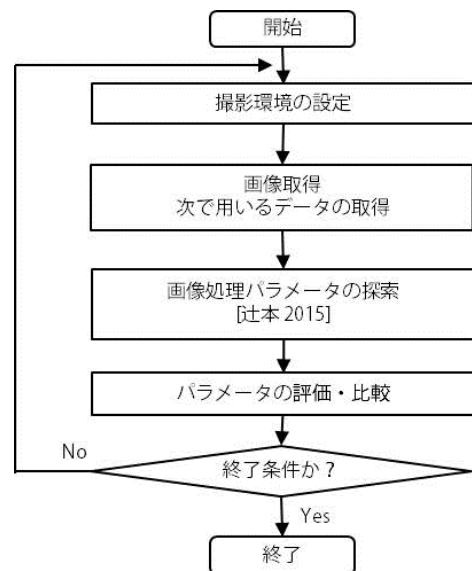 開始
撮影環境の設定
画像取得
次で用いるデータの取得
画像処理パラメータの探索
[辻本 2015]
パラメータの評価・比較
終了条件か？
No
Yes
終了